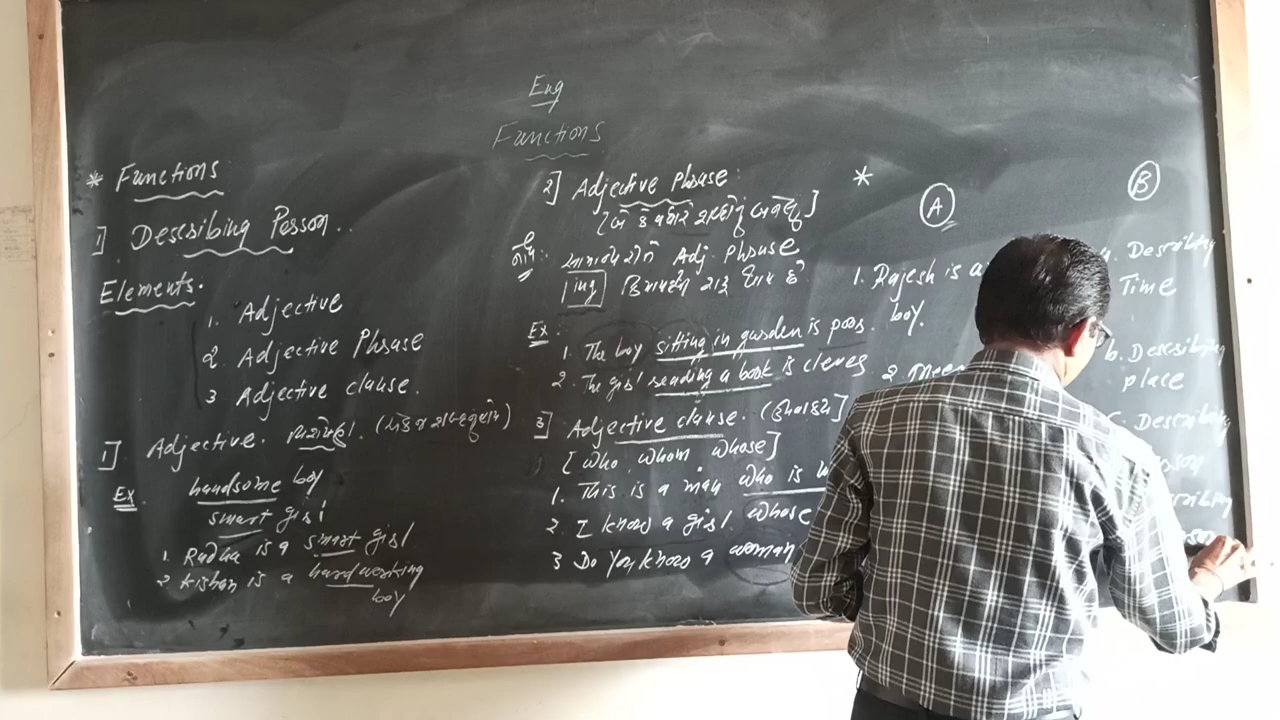 Eng
Functions
* Functions
1] Describing Person..
Elements.
1. Adjective
2. Adjective Phrase
3 Adjective clause.
1] Adjective.
Ex handsome boy
smart girl
1. Radha is a smart girl
2 Kishan is a hardworking
boy
2] Adjective Phrase:
નોંધ: સામાન્ય રીતે Adj. Phrase
ing
Ex:
1. The boy sitting in garden is poor.
2. The girl reading a book is clever
3] Adjective clause.
[who, whom, whose]
1. This is a man who is
2. I know a girl whose
3 Do you know a woman
* A
1. Rajesh is a
boy.
2
B
a. Describing
Time
b. Describing
place
c. Describing